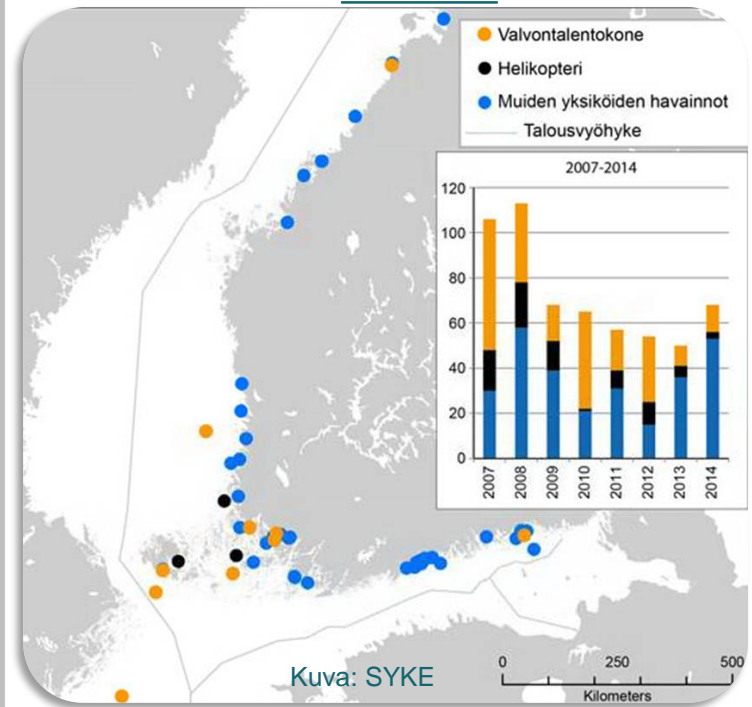 Valvontalentokone
Helikopteri
Muiden yksiköiden havainnot
Talousvyöhyke
2007-2014
120
100
80
60
40
20
0
2007
2008
2009
2010
2011
2012
2013
2014
Kuva: SYKE
0 250 500
Kilometers